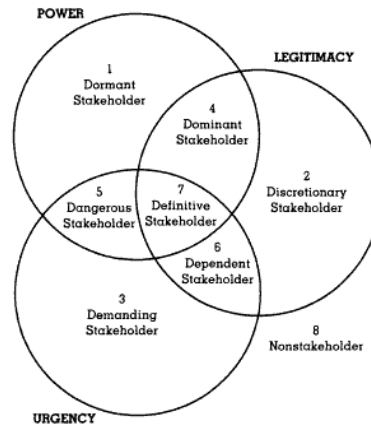 POWER
LEGITIMACY
1
Dormant
Stakeholder
4
Dominant
Stakeholder
2
Discretionary
Stakeholder
5
Dangerous
Stakeholder
7
Definitive
Stakeholder
6
Dependent
Stakeholder
3
Demanding
Stakeholder
8
Nonstakeholder
URGENCY